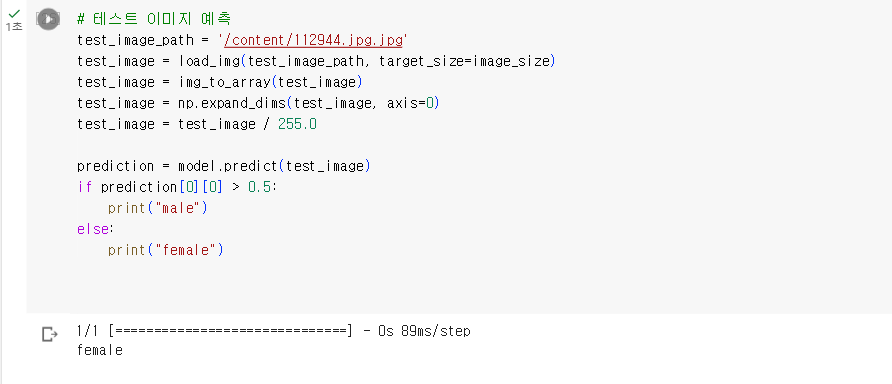 # 테스트 이미지 예측
1초
test_image_path = '/content/112944.jpg.jpg'
test_image = load_img(test_image_path, target_size=image_size)
test_image = img_to_array(test_image)
test_image = np.expand_dims(test_image, axis=0)
test_image = test_image / 255.0
prediction = model.predict(test_image)
if prediction[0][0] > 0.5:
    print("male")
else:
    print("female")
1/1 [==============================] - 0s 89ms/step
female